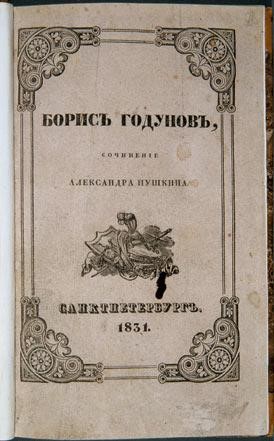 БОРИСЪ ГОДУНОВЪ,
СОЧИНЕНІЕ
АЛЕКСАНДРА ПУШКИНА.
САНКТПЕТЕРБУРГЪ.
1831.